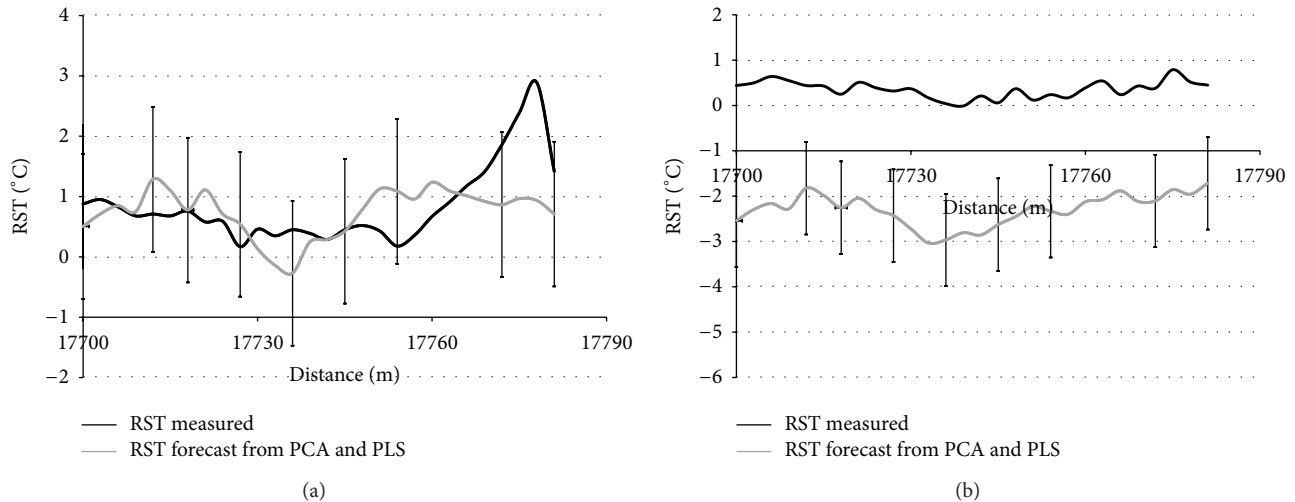 4
3
2
1
0
−1
−2
RST (°C)
17700
17730
17760
17790
Distance (m)
RST measured
RST forecast from PCA and PLS
(a)
2
1
0
−1
−2
−3
−4
−5
−6
RST (°C)
17700
17730
17760
17790
Distance (m)
RST measured
RST forecast from PCA and PLS
(b)